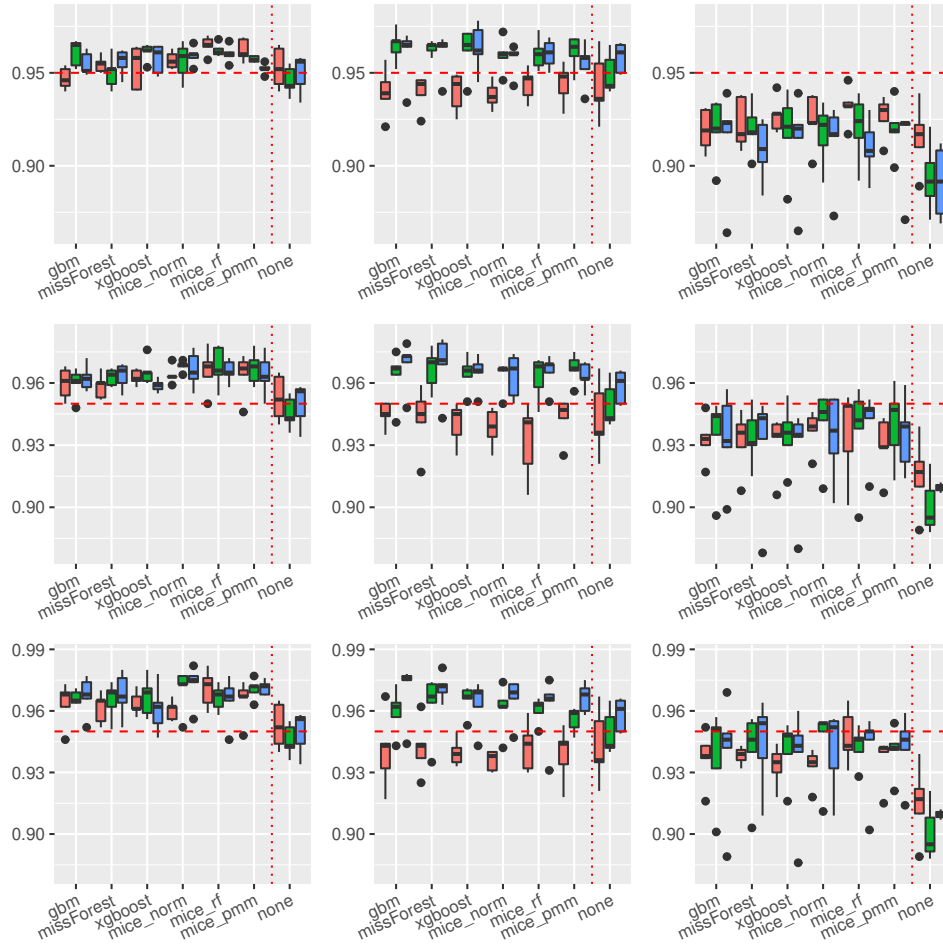 0.95
0.90
gbm
missForest
xgboost
mice_norm
mice_rf
mice_pmm
none
0.95
0.90
gbm
missForest
xgboost
mice_norm
mice_rf
mice_pmm
none
0.95
0.90
gbm
missForest
xgboost
mice_norm
mice_rf
mice_pmm
none
0.96
0.93
0.90
gbm
missForest
xgboost
mice_norm
mice_rf
mice_pmm
none
0.96
0.93
0.90
gbm
missForest
xgboost
mice_norm
mice_rf
mice_pmm
none
0.96
0.93
0.90
gbm
missForest
xgboost
mice_norm
mice_rf
mice_pmm
none
0.99
0.96
0.93
0.90
gbm
missForest
xgboost
mice_norm
mice_rf
mice_pmm
none
0.99
0.96
0.93
0.90
gbm
missForest
xgboost
mice_norm
mice_rf
mice_pmm
none
0.99
0.96
0.93
0.90
gbm
missForest
xgboost
mice_norm
mice_rf
mice_pmm
none